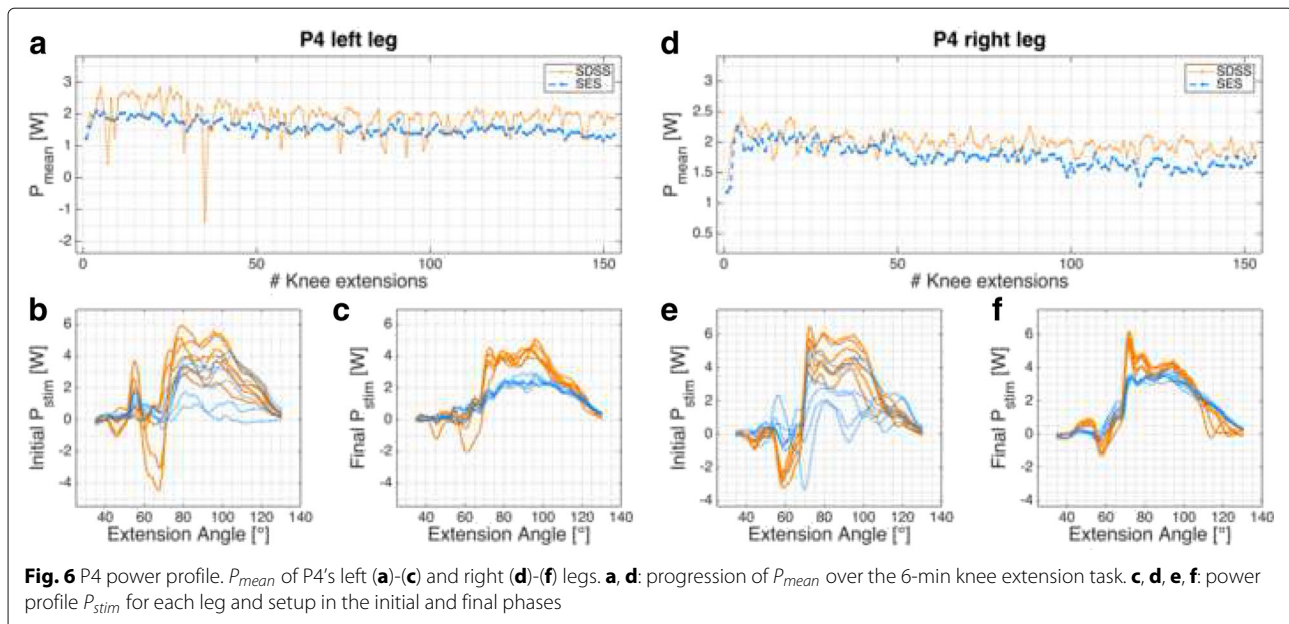 a
P4 left leg
SDSS
SES
3
2
1
0
-1
-2
P_mean [W]
0 50 100 150
# Knee extensions
d
P4 right leg
SDSS
SES
3
2.5
2
1.5
1
0.5
P_mean [W]
0 50 100 150
# Knee extensions
b
6
4
2
0
-2
-4
Initial P_stim [W]
40 60 80 100 120 140
Extension Angle [°]
c
6
4
2
0
-2
-4
Final P_stim [W]
40 60 80 100 120 140
Extension Angle [°]
e
6
4
2
0
-2
-4
Initial P_stim [W]
40 60 80 100 120 140
Extension Angle [°]
f
6
4
2
0
-2
-4
Final P_stim [W]
40 60 80 100 120 140
Extension Angle [°]
Fig. 6 P4 power profile. P_mean of P4's left (a)-(c) and right (d)-(f) legs. a, d: progression of P_mean over the 6-min knee extension task. c, d, e, f: power
profile P_stim for each leg and setup in the initial and final phases